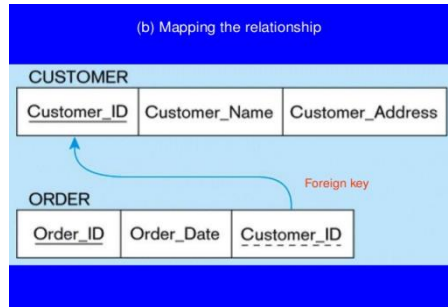 (b) Mapping the relationship
CUSTOMER
Customer_ID Customer_Name Customer_Address
Foreign key
ORDER
Order_ID Order_Date Customer_ID